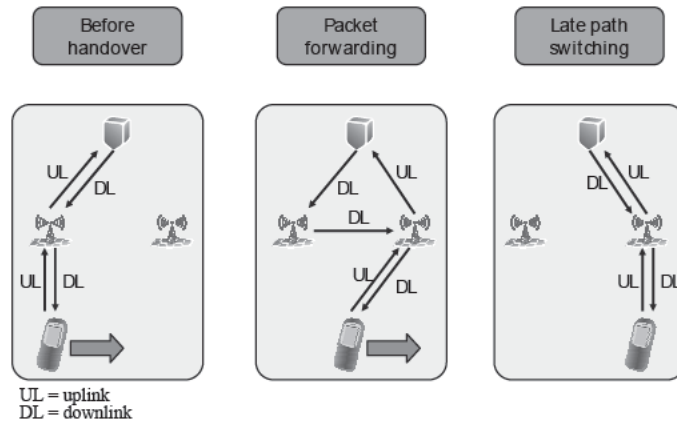 Before
handover
Packet
forwarding
Late path
switching
UL
DL
UL
DL
UL
DL
DL
UL
DL
UL
DL
UL
DL
UL = uplink
DL = downlink